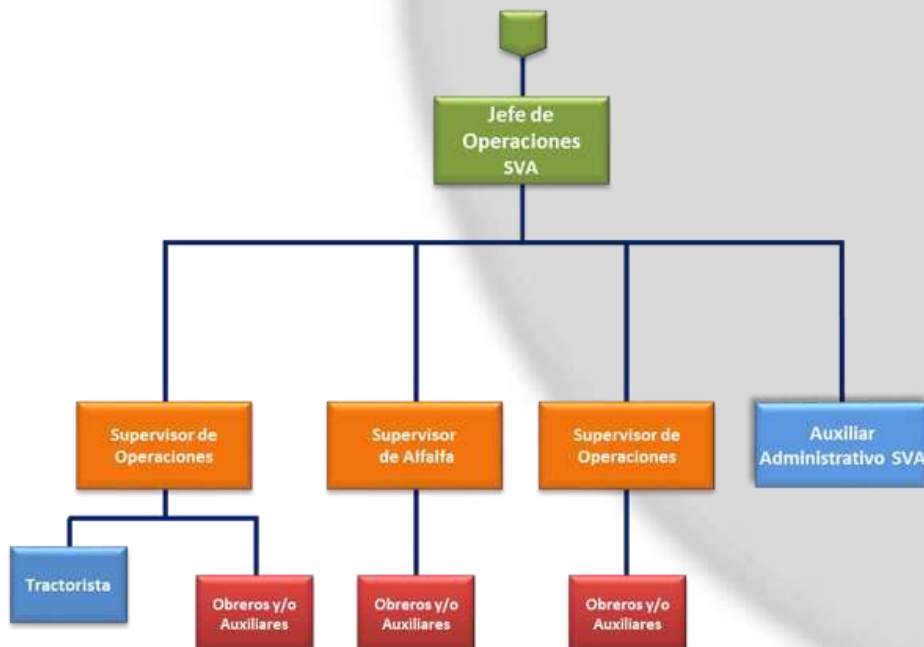 Jefe de
Operaciones
SVA
Supervisor de
Operaciones
Supervisor
de Alfalfa
Supervisor de
Operaciones
Auxiliar
Administrativo SVA
Tractorista
Obreros y/o
Auxiliares
Obreros y/o
Auxiliares
Obreros y/o
Auxiliares